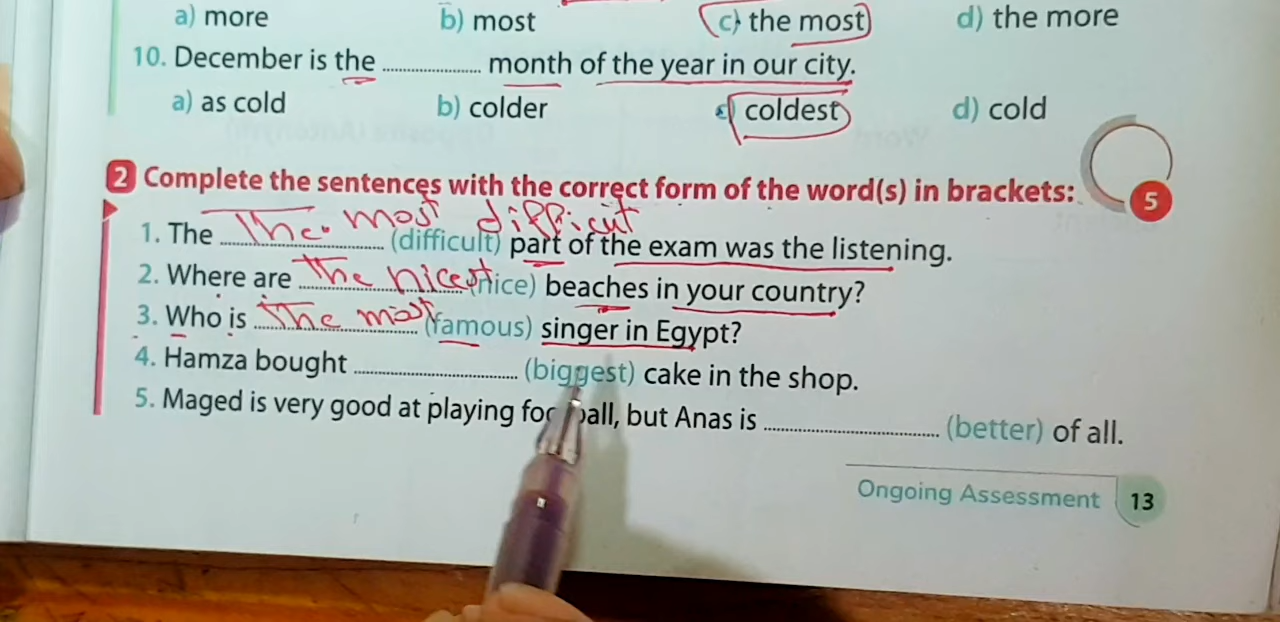 a) more b) most c) the most d) the more
10. December is the .................... month of the year in our city.
a) as cold b) colder c) coldest d) cold
2 Complete the sentences with the correct form of the word(s) in brackets:
5
The most difficut
1. The .................... (difficult) part of the exam was the listening.
2. Where are the nicest (nice) beaches in your country?
3. Who is The most (famous) singer in Egypt?
4. Hamza bought .................... (biggest) cake in the shop.
5. Maged is very good at playing football, but Anas is .................... (better) of all.
Ongoing Assessment 13